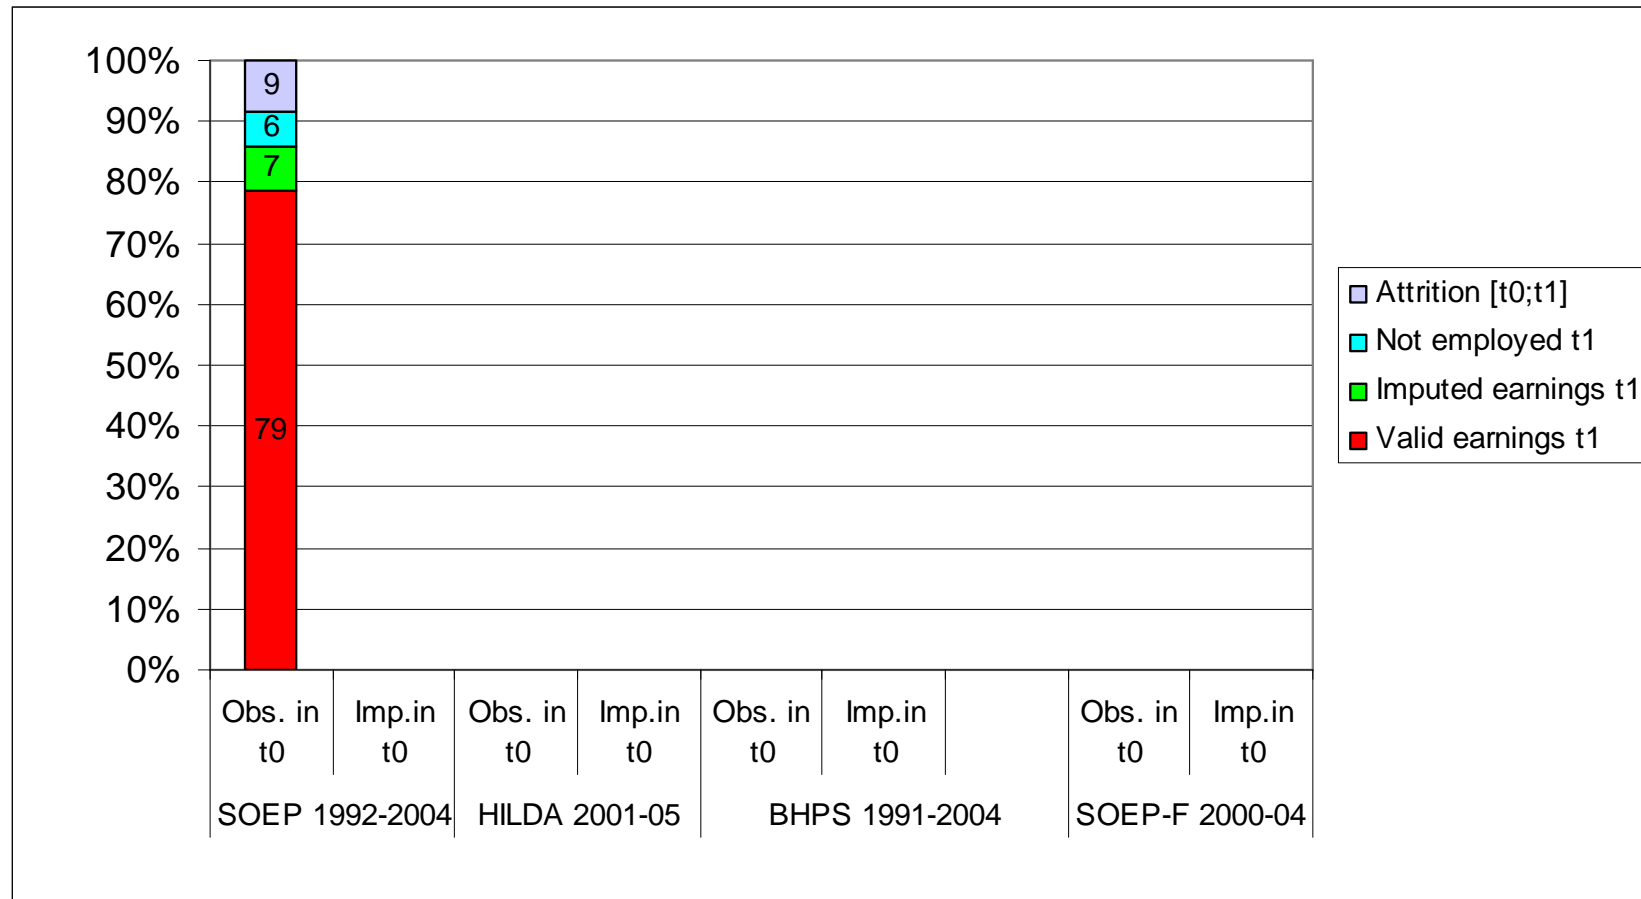 100%
90%
80%
70%
60%
50%
40%
30%
20%
10%
0%
9
6
7
79
Obs. in t0
Imp.in t0
Obs. in t0
Imp.in t0
Obs. in t0
Imp.in t0
Obs. in t0
Imp.in t0
SOEP 1992-2004
HILDA 2001-05
BHPS 1991-2004
SOEP-F 2000-04
Attrition [t0;t1]
Not employed t1
Imputed earnings t1
Valid earnings t1